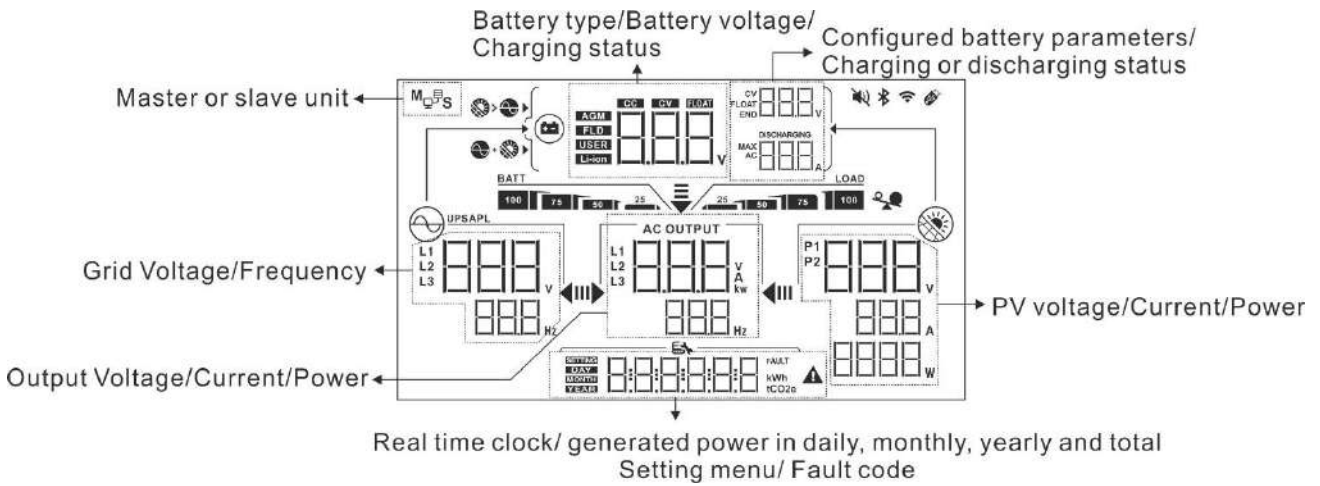 Battery type/Battery voltage/
Charging status
Configured battery parameters/
Charging or discharging status
Master or slave unit
M S
CC CV FLOAT
AGM
FLD
USER
Li-ion
V
CV
FLOAT
END
V
DISCHARGING
MAX
AC
A
BATT
LOAD
100 75 50 25
25 50 75 100
UPSAPL
AC OUTPUT
L1
L2
L3
V
Hz
L1
L2
L3
V
A
kw
Hz
P1
P2
V
A
W
Grid Voltage/Frequency
PV voltage/Current/Power
Output Voltage/Current/Power
SETTING
DAY
MONTH
YEAR
FAULT
kWh
tCO2e
Real time clock/ generated power in daily, monthly, yearly and total
Setting menu/ Fault code